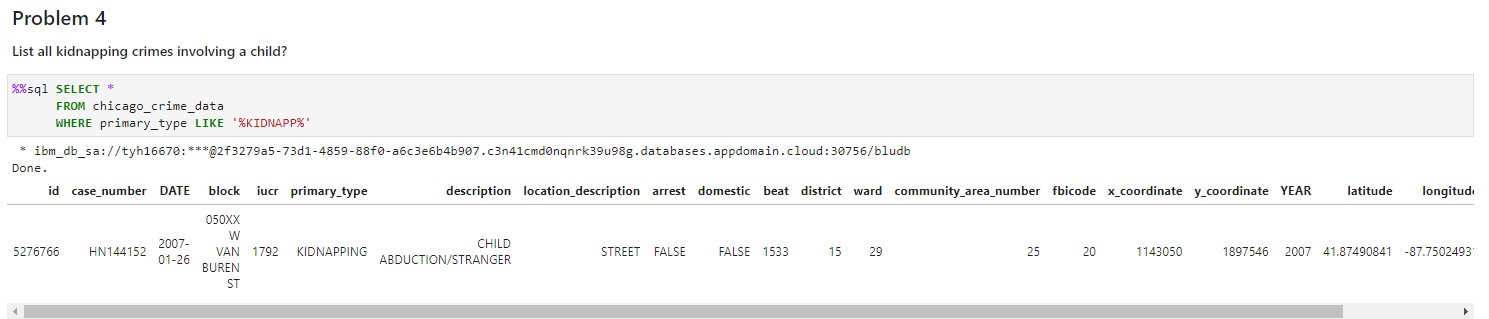 Problem 4
List all kidnapping crimes involving a child?
%%sql SELECT *
FROM chicago_crime_data
WHERE primary_type LIKE '%KIDNAPP%'
* ibm_db_sa://tyh16670:***@2f3279a5-73d1-4859-88f0-a6c3e6b4b907.c3n41cmd0nqnrk39u98g.databases.appdomain.cloud:30756/bludb
Done.
id case_number DATE block iucr primary_type description location_description arrest domestic beat district ward community_area_number fbicode x_coordinate y_coordinate YEAR latitude longitude
050XX
W
5276766 HN144152 2007-01-26 VAN 1792 KIDNAPPING CHILD ABDUCTION/STRANGER STREET FALSE FALSE 1533 15 29 25 20 1143050 1897546 2007 41.87490841 -87.75024931
BUREN
ST